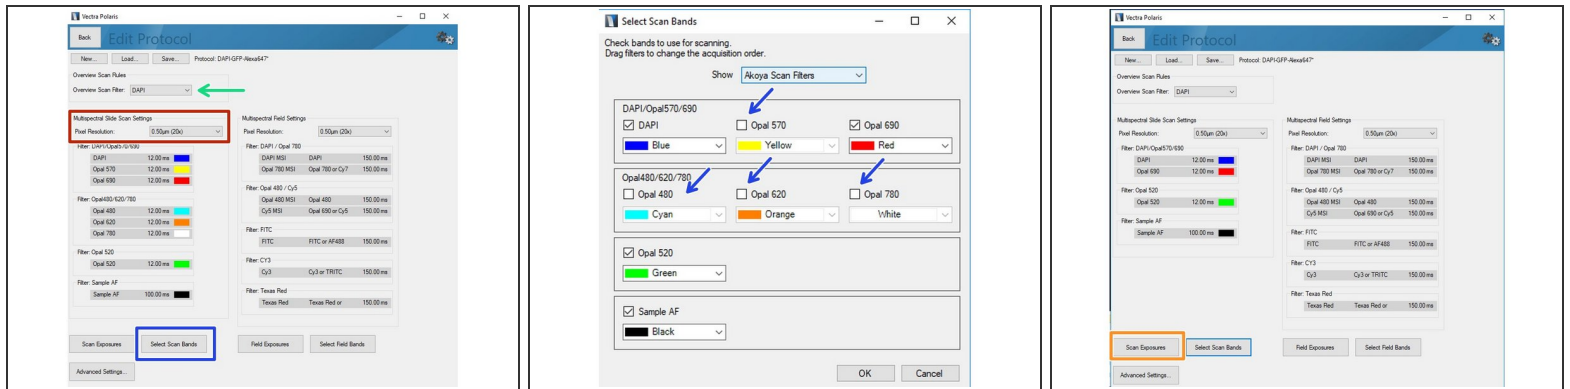 Vectra Polaris
Back Edit Protocol
New... Load... Save... Protocol: DAPI-GFP-Alexa647*
Overview Scan Rules
Overview Scan Filter: DAPI
Multispectral Slide Scan Settings
Pixel Resolution: 0.50µm (20x)
Filter: DAPI/Opal570/690
DAPI 12.00 ms
Opal 570 12.00 ms
Opal 690 12.00 ms
Filter: Opal480/620/780
Opal 480 12.00 ms
Opal 620 12.00 ms
Opal 780 12.00 ms
Filter: Opal 520
Opal 520 12.00 ms
Filter: Sample AF
Sample AF 100.00 ms
Multispectral Field Settings
Pixel Resolution: 0.50µm (20x)
Filter: DAPI / Opal 780
DAPI MSI DAPI 150.00 ms
Opal 780 MSI Opal 780 or Cy7 150.00 ms
Filter: Opal 480 / Cy5
Opal 480 MSI Opal 480 150.00 ms
Cy5 MSI Opal 690 or Cy5 150.00 ms
Filter: FITC
FITC FITC or AF488 150.00 ms
Filter: CY3
Cy3 Cy3 or TRITC 150.00 ms
Filter: Texas Red
Texas Red Texas Red or 150.00 ms
Scan Exposures Select Scan Bands Field Exposures Select Field Bands
Advanced Settings...
Select Scan Bands
Check bands to use for scanning.
Drag filters to change the acquisition order.
Show Akoya Scan Filters
DAPI/Opal570/690
DAPI Opal 570 Opal 690
Blue Yellow Red
Opal480/620/780
Opal 480 Opal 620 Opal 780
Cyan Orange White
Opal 520
Green
Sample AF
Black
OK Cancel
Vectra Polaris
Back Edit Protocol
New... Load... Save... Protocol: DAPI-GFP-Alexa647*
Overview Scan Rules
Overview Scan Filter: DAPI
Multispectral Slide Scan Settings
Pixel Resolution: 0.50µm (20x)
Filter: DAPI/Opal570/690
DAPI 12.00 ms
Opal 690 12.00 ms
Filter: Opal 520
Opal 520 12.00 ms
Filter: Sample AF
Sample AF 100.00 ms
Multispectral Field Settings
Pixel Resolution: 0.50µm (20x)
Filter: DAPI / Opal 780
DAPI MSI DAPI 150.00 ms
Opal 780 MSI Opal 780 or Cy7 150.00 ms
Filter: Opal 480 / Cy5
Opal 480 MSI Opal 480 150.00 ms
Cy5 MSI Opal 690 or Cy5 150.00 ms
Filter: FITC
FITC FITC or AF488 150.00 ms
Filter: CY3
Cy3 Cy3 or TRITC 150.00 ms
Filter: Texas Red
Texas Red Texas Red or 150.00 ms
Scan Exposures Select Scan Bands Field Exposures Select Field Bands
Advanced Settings...